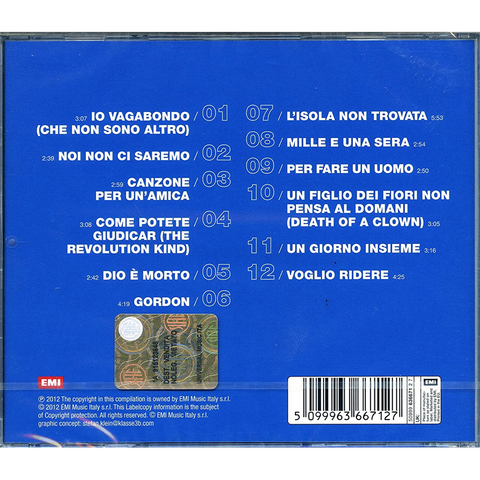 3:07 IO VAGABONDO / 01
(CHE NON SONO ALTRO)
2:39 NOI NON CI SAREMO / 02
2:59 CANZONE / 03
PER UN'AMICA
3:08 COME POTETE / 04
GIUDICAR (THE
REVOLUTION KIND)
2:42 DIO È MORTO / 05
4:19 GORDON / 06
07 / L'ISOLA NON TROVATA 5:53
08 / MILLE E UNA SERA 2:54
09 / PER FARE UN UOMO 2:50
10 / UN FIGLIO DEI FIORI NON
PENSA AL DOMANI
(DEATH OF A CLOWN) 3:05
11 / UN GIORNO INSIEME 3:16
12 / VOGLIO RIDERE 4:25
DEST. VENDITA
NOLEGG. VIETATO
EMI
℗ 2012 The copyright in this compilation is owned by EMI Music Italy s.r.l.
© 2012 EMI Music Italy s.r.l. This Labelcopy information is the subject
of Copyright protection. All rights reserved. © EMI Music Italy s.r.l.
graphic concept: stefan.klein@klasse3b.com
5 099963 667127
EMI